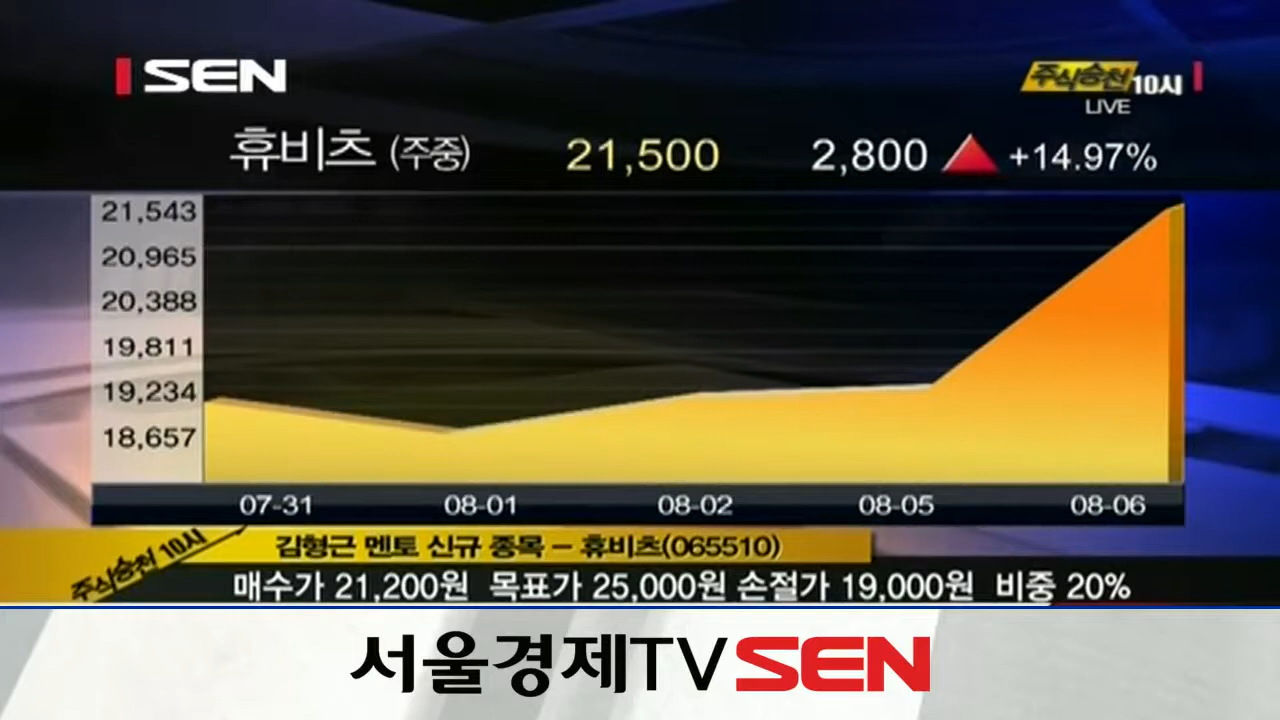 SEN
주식승천 10시
LIVE
휴비츠 (주중) 21,500 2,800 ▲ +14.97%
21,543
20,965
20,388
19,811
19,234
18,657
07-31 08-01 08-02 08-05 08-06
주식승천 10시
김형근 멘토 신규 종목 - 휴비츠(065510)
매수가 21,200원 목표가 25,000원 손절가 19,000원 비중 20%
서울경제TV SEN